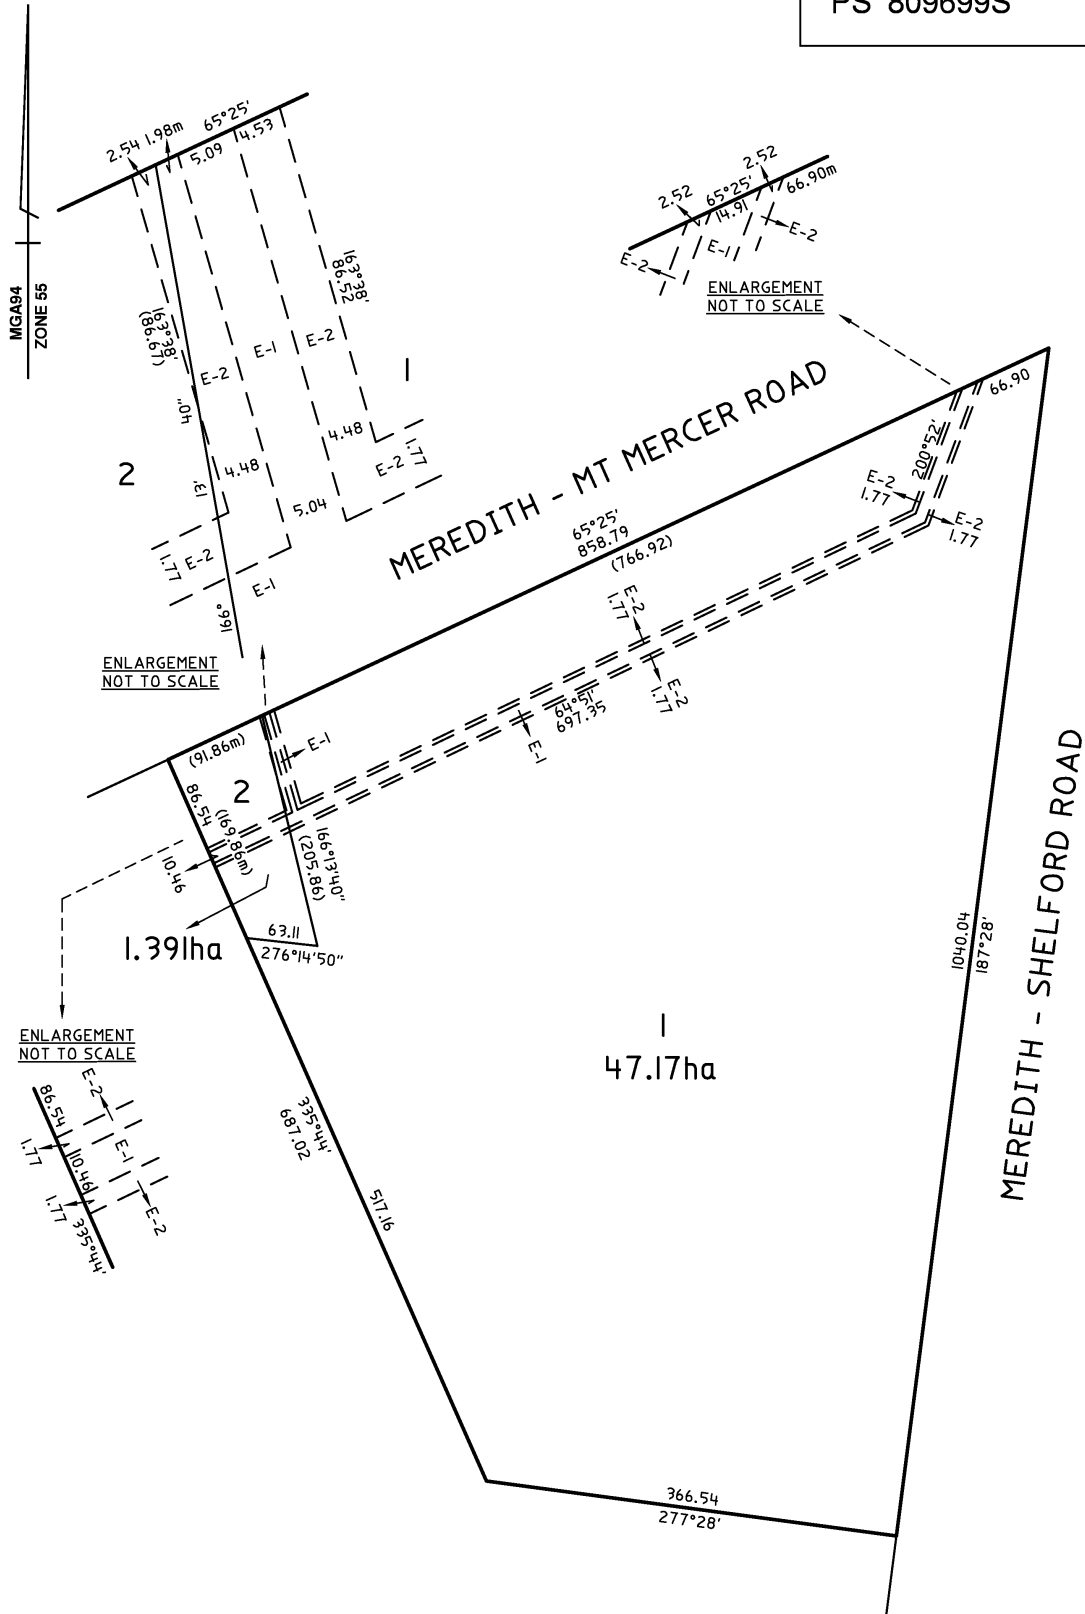 PS 809699S
MGA94
ZONE 55
65°25'
2.54
1.98m
5.09
4.53
163°38'
86.52
163°38'
(86.67)
E-2
E-1
E-2
1
40"
2
4.48
4.48
1.77
E-2
13'
5.04
1.77
E-2
E-1
166°
ENLARGEMENT
NOT TO SCALE
2.52
2.52
65°25'
14.91
66.90m
E-2
E-1
E-2
ENLARGEMENT
NOT TO SCALE
MEREDITH - MT MERCER ROAD
65°25'
858.79
(766.92)
66.90
200°52'
E-2
1.77
E-2
1.77
E-2
1.77
E-2
1.77
64°51'
697.35
E-1
(91.86m)
E-1
2
86.54
(169.86m)
166°13'40"
(205.86)
10.46
63.11
276°14'50"
1.391ha
ENLARGEMENT
NOT TO SCALE
86.54
E-2
1.77
E-1
10.46
1.77
E-2
335°44'
1
47.17ha
1040.04
187°28'
MEREDITH - SHELFORD ROAD
335°44'
687.02
517.16
366.54
277°28'